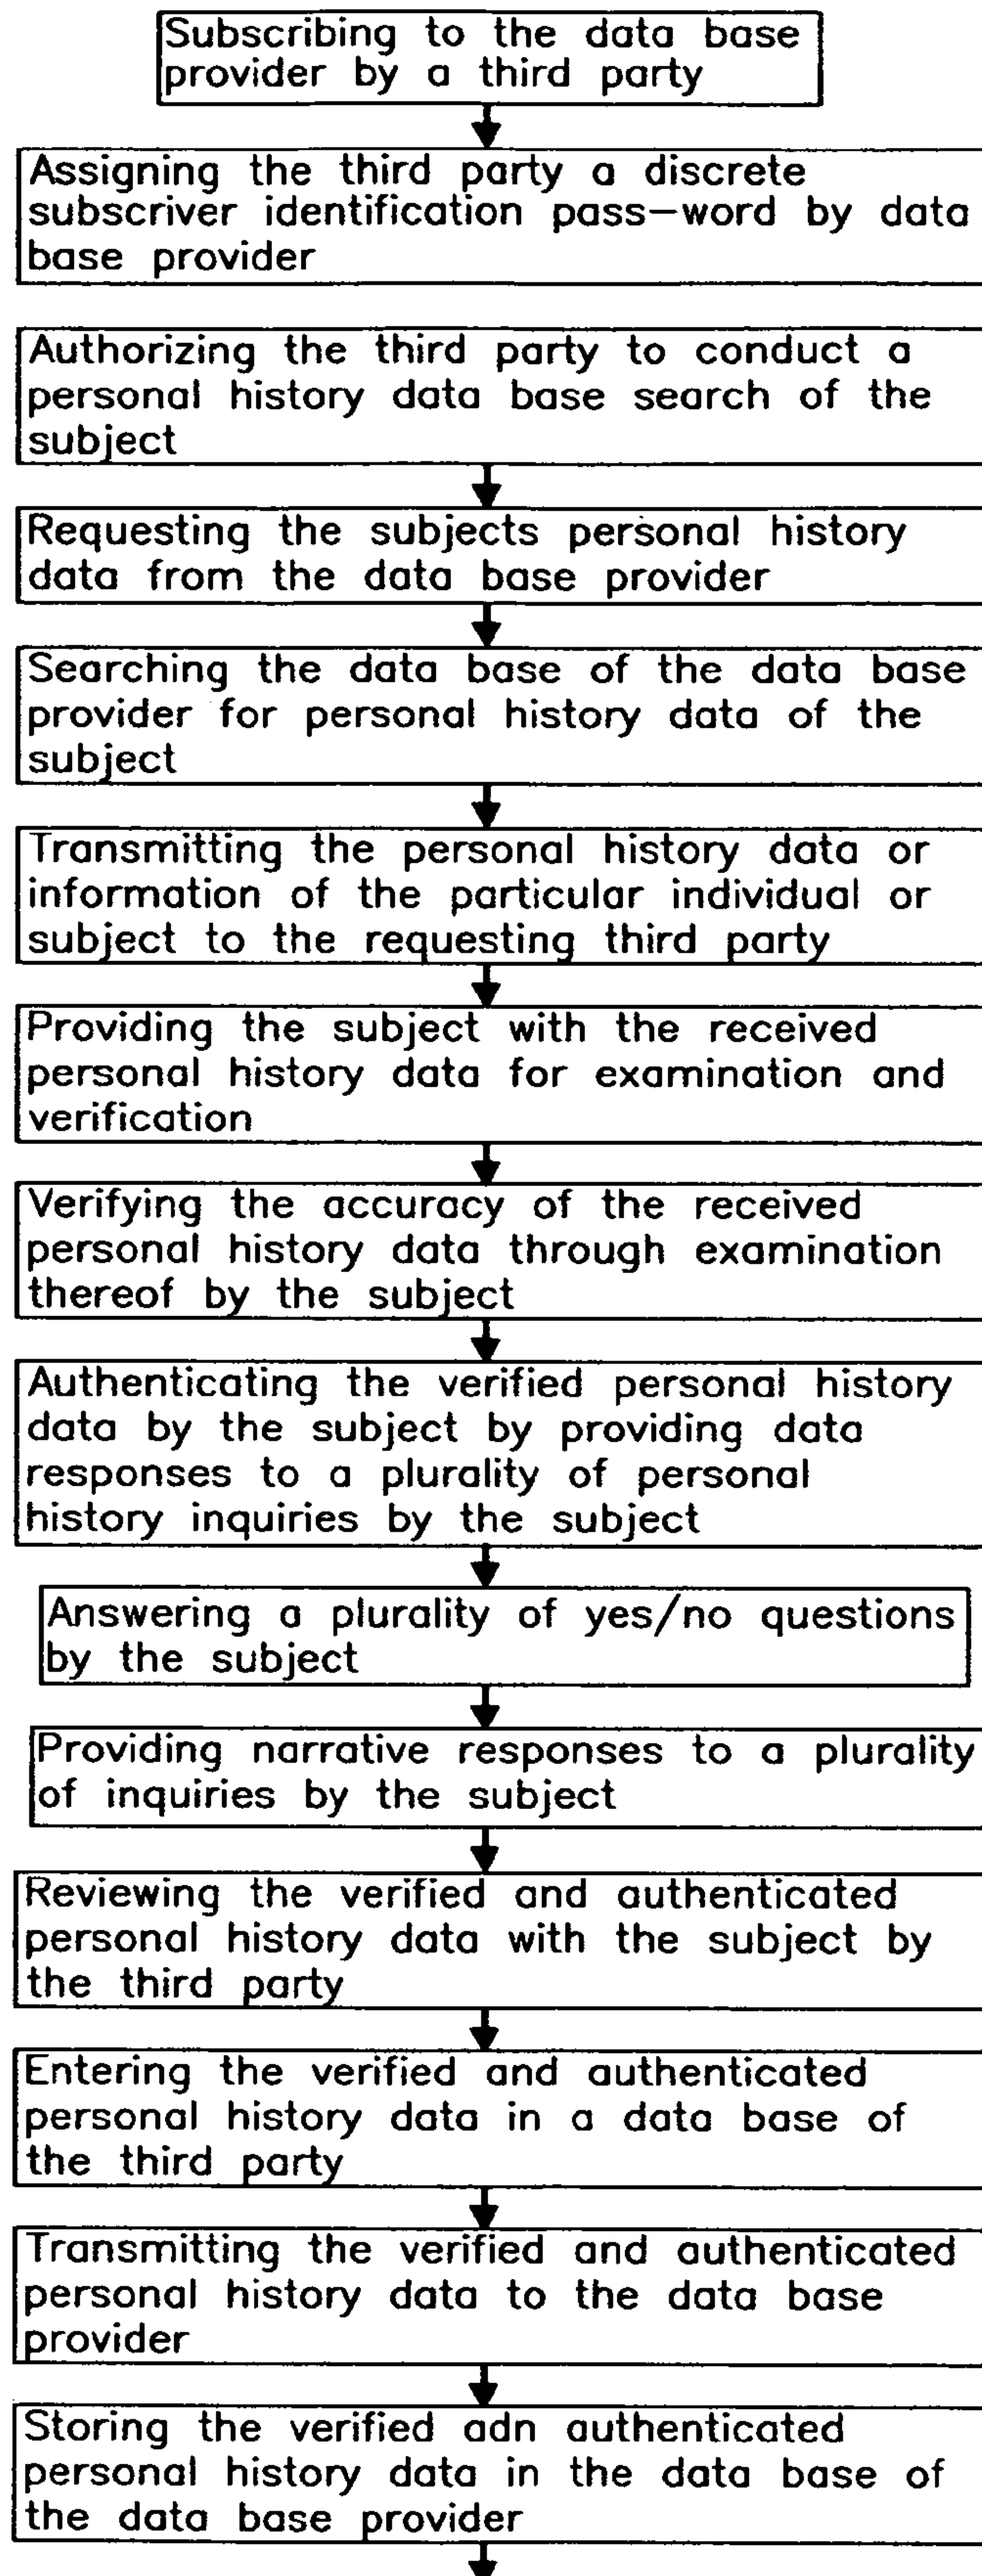 Subscribing to the data base
provider by a third party
Assigning the third party a discrete
subscriver identification pass-word by data
base provider
Authorizing the third party to conduct a
personal history data base search of the
subject
Requesting the subjects personal history
data from the data base provider
Searching the data base of the data base
provider for personal history data of the
subject
Transmitting the personal history data or
information of the particular individual or
subject to the requesting third party
Providing the subject with the received
personal history data for examination and
verification
Verifying the accuracy of the received
personal history data through examination
thereof by the subject
Authenticating the verified personal history
data by the subject by providing data
responses to a plurality of personal
history inquiries by the subject
Answering a plurality of yes/no questions
by the subject
Providing narrative responses to a plurality
of inquiries by the subject
Reviewing the verified and authenticated
personal history data with the subject by
the third party
Entering the verified and authenticated
personal history data in a data base of
the third party
Transmitting the verified and authenticated
personal history data to the data base
provider
Storing the verified adn authenticated
personal history data in the data base of
the data base provider